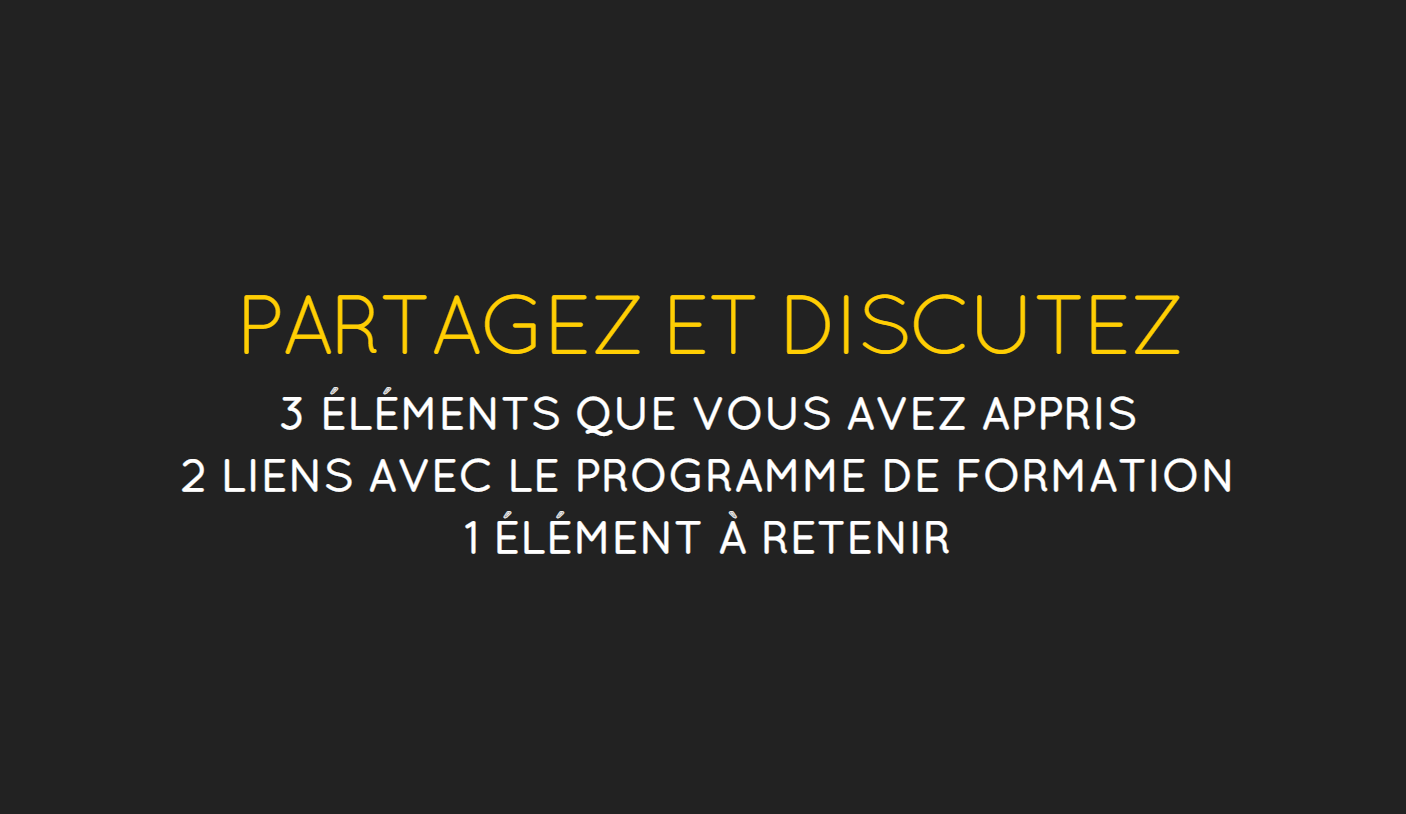 PARTAGEZ ET DISCUTEZ
3 ÉLÉMENTS QUE VOUS AVEZ APPRIS
2 LIENS AVEC LE PROGRAMME DE FORMATION
1 ÉLÉMENT À RETENIR